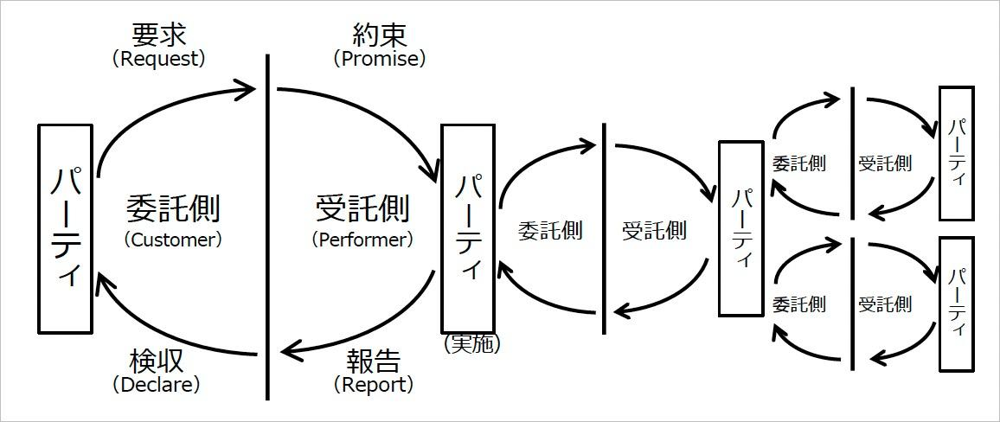 要求
(Request)
約束
(Promise)
パーティ
委託側
(Customer)
受託側
(Performer)
パーティ
(実施)
検収
(Declare)
報告
(Report)
委託側
受託側
パーティ
委託側
受託側
パーティ
委託側
受託側
パーティ